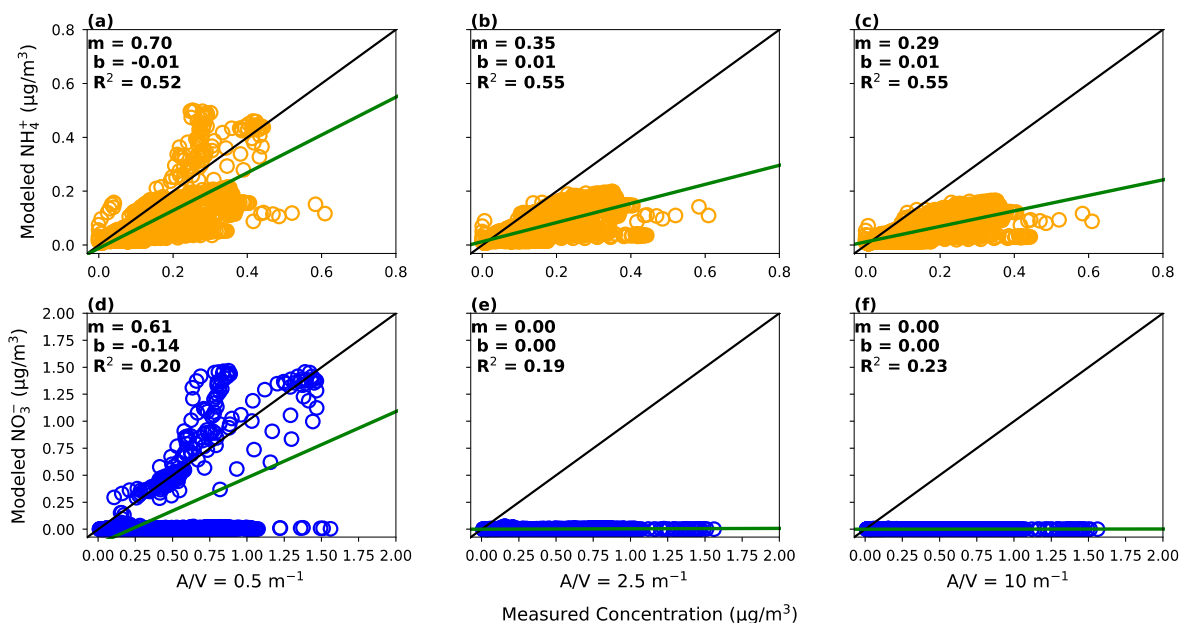 (a)
m = 0.70
b = -0.01
R² = 0.52
Modeled NH₄⁺ (µg/m³)
0.8
0.6
0.4
0.2
0.0
0.0 0.2 0.4 0.6 0.8
(b)
m = 0.35
b = 0.01
R² = 0.55
0.0 0.2 0.4 0.6 0.8
(c)
m = 0.29
b = 0.01
R² = 0.55
0.0 0.2 0.4 0.6 0.8
(d)
m = 0.61
b = -0.14
R² = 0.20
Modeled NO₃⁻ (µg/m³)
2.00
1.75
1.50
1.25
1.00
0.75
0.50
0.25
0.00
0.00 0.25 0.50 0.75 1.00 1.25 1.50 1.75 2.00
A/V = 0.5 m⁻¹
(e)
m = 0.00
b = 0.00
R² = 0.19
0.00 0.25 0.50 0.75 1.00 1.25 1.50 1.75 2.00
A/V = 2.5 m⁻¹
(f)
m = 0.00
b = 0.00
R² = 0.23
0.00 0.25 0.50 0.75 1.00 1.25 1.50 1.75 2.00
A/V = 10 m⁻¹
Measured Concentration (µg/m³)